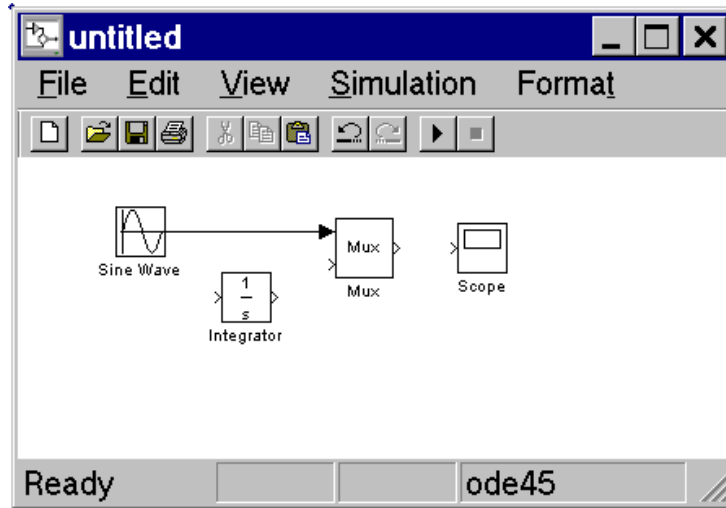 untitled
File Edit View Simulation Format
Mux
Sine Wave
Mux
Scope
1
s
Integrator
Ready ode45